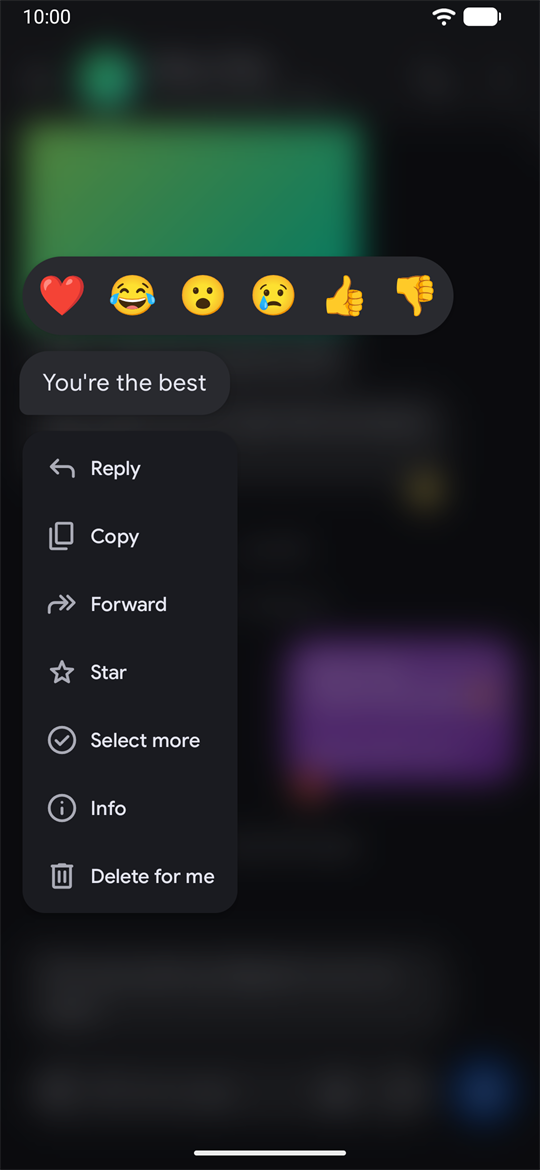 10:00
You're the best
Reply
Copy
Forward
Star
Select more
Info
Delete for me